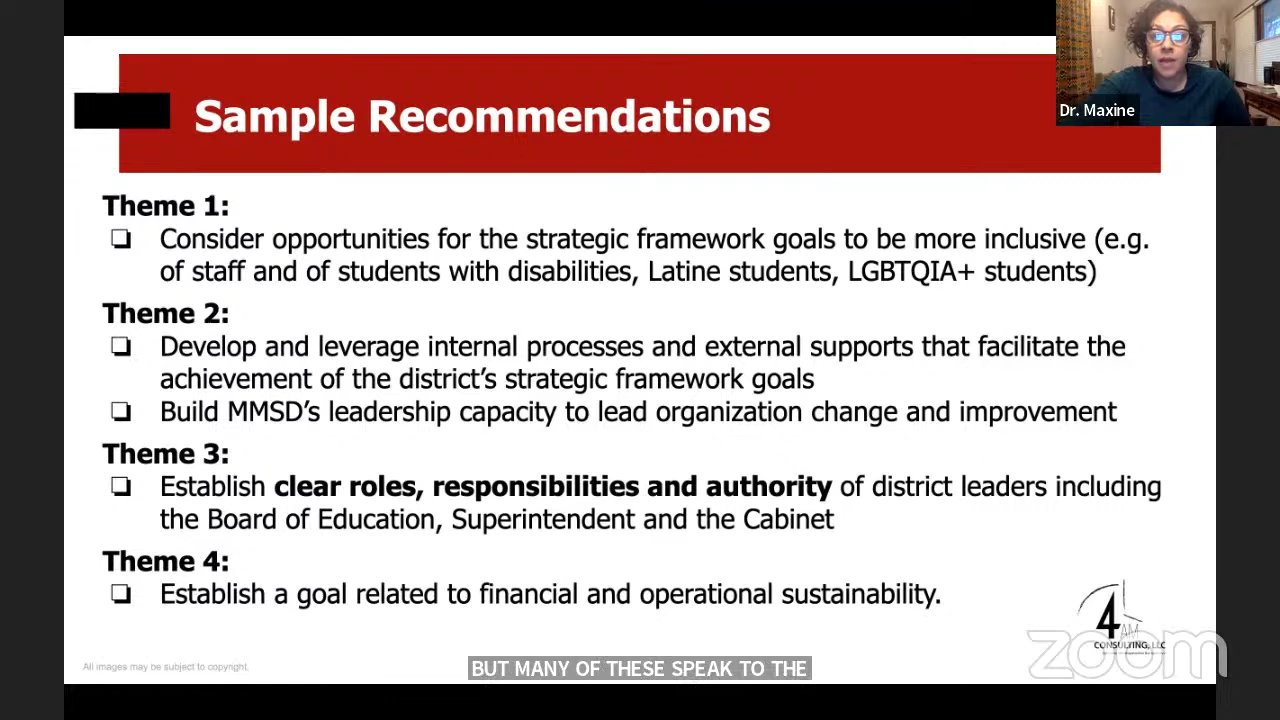 Sample Recommendations
Dr. Maxine
Theme 1:
❏ Consider opportunities for the strategic framework goals to be more inclusive (e.g.
of staff and of students with disabilities, Latine students, LGBTQIA+ students)
Theme 2:
❏ Develop and leverage internal processes and external supports that facilitate the
achievement of the district’s strategic framework goals
❏ Build MMSD’s leadership capacity to lead organization change and improvement
Theme 3:
❏ Establish clear roles, responsibilities and authority of district leaders including
the Board of Education, Superintendent and the Cabinet
Theme 4:
❏ Establish a goal related to financial and operational sustainability.
4
AM
CONSULTING, LLC
zoom
All images may be subject to copyright.
BUT MANY OF THESE SPEAK TO THE